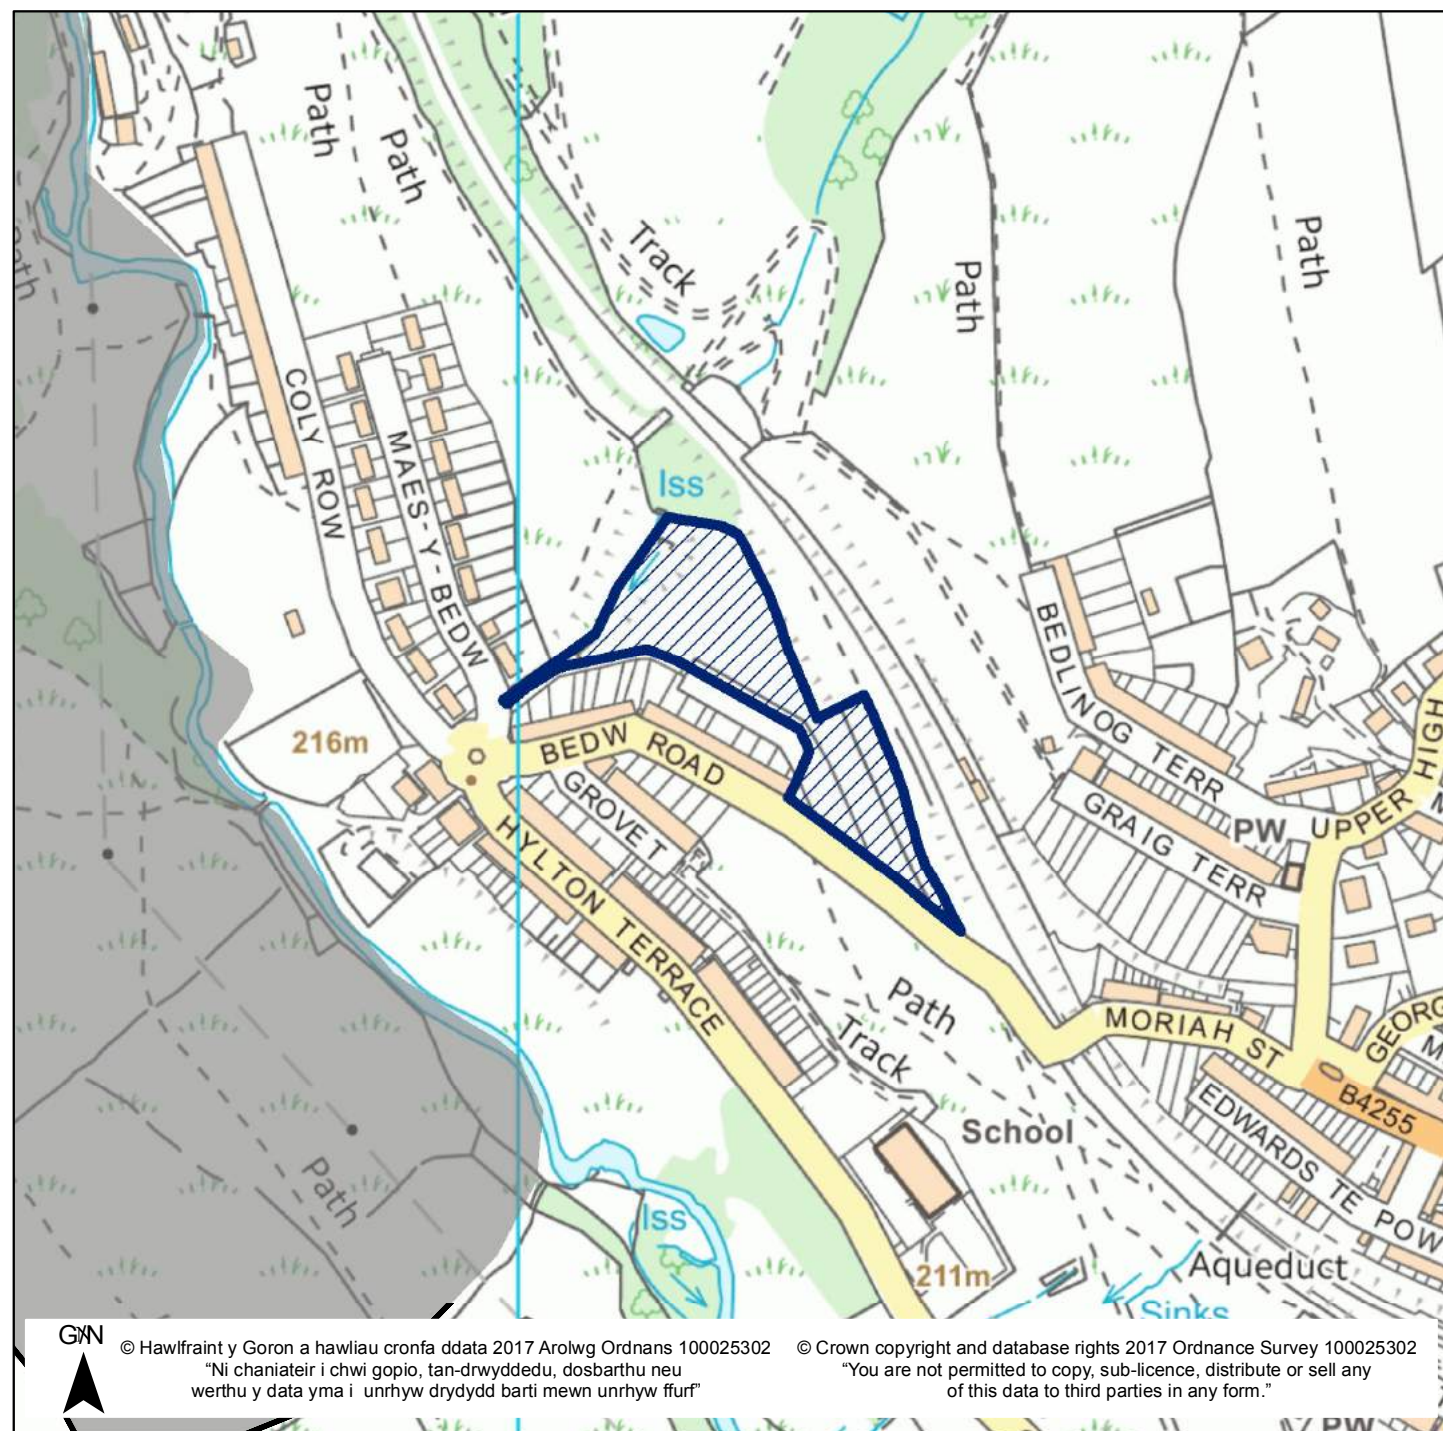 Path
Path
Path
Track
Path
Path
COLY ROW
MAES-Y-BEDW
Iss
BEDLINOG TERR
GRAIG TERR
PW
UPPER HIGH
216m
BEDW ROAD
GROVE T
HYLTON TERRACE
Path
Track
MORIAH ST
GEORG
B4255
EDWARDS TE
POW
School
Path
Iss
211m
Aqueduct
Sinks
© Hawlfraint y Goron a hawliau cronfa ddata 2017 Arolwg Ordnans 100025302
“Ni chaniateir i chwi gopio, tan-drwyddedu, dosbarthu neu
werthu y data yma i unrhyw drydydd barti mewn unrhyw ffurf”
© Crown copyright and database rights 2017 Ordnance Survey 100025302
“You are not permitted to copy, sub-licence, distribute or sell any
of this data to third parties in any form.”
PW